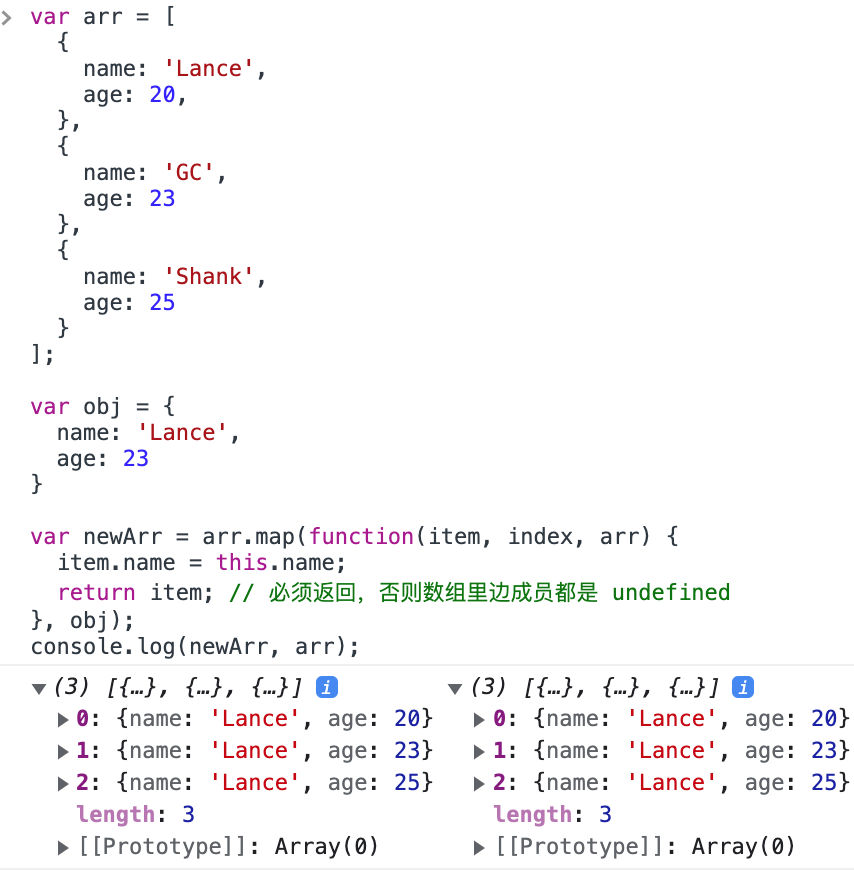 var arr = [
  {
    name: 'Lance',
    age: 20,
  },
  {
    name: 'GC',
    age: 23
  },
  {
    name: 'Shank',
    age: 25
  }
];

var obj = {
  name: 'Lance',
  age: 23
}

var newArr = arr.map(function(item, index, arr) {
  item.name = this.name;
  return item; // 必须返回，否则数组里边成员都是 undefined
}, obj);
console.log(newArr, arr);
(3) [{…}, {…}, {…}] i (3) [{…}, {…}, {…}] i
0: {name: 'Lance', age: 20} 0: {name: 'Lance', age: 20}
1: {name: 'Lance', age: 23} 1: {name: 'Lance', age: 23}
2: {name: 'Lance', age: 25} 2: {name: 'Lance', age: 25}
length: 3 length: 3
[[Prototype]]: Array(0) [[Prototype]]: Array(0)